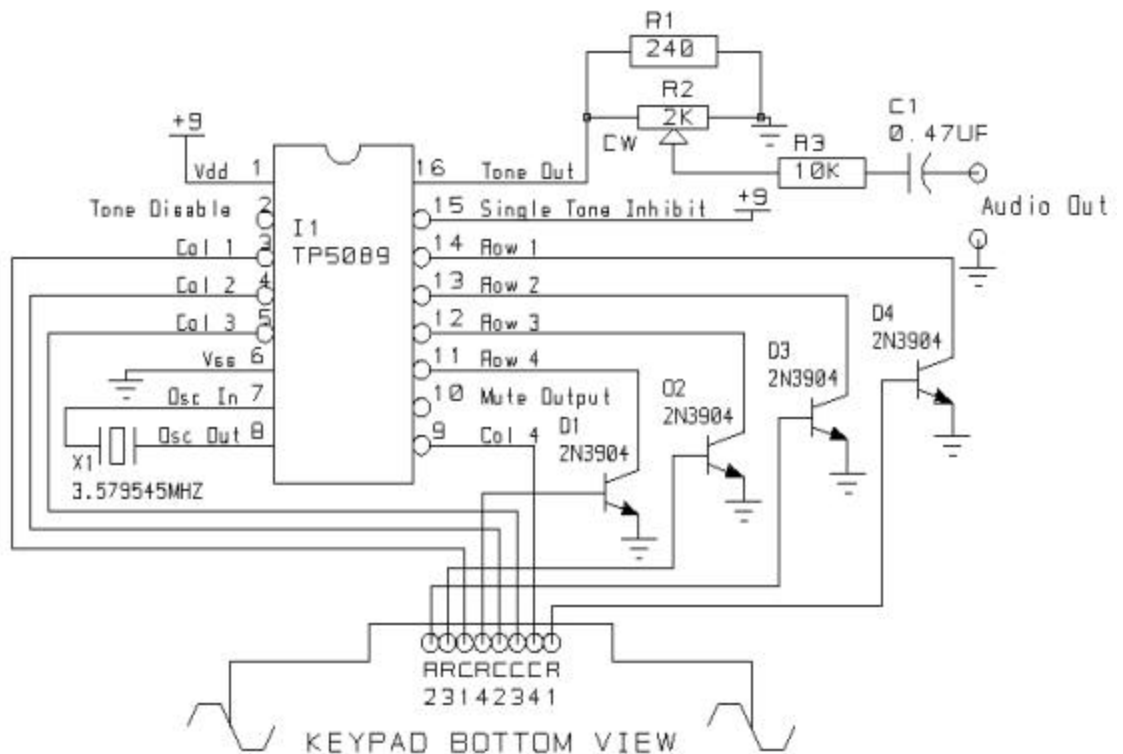 R1
240
R2
2K
CW
C1
0.47UF
R3
10K
Audio Out
+9
Vdd 1
Tone Disable 2
Col 1 3
Col 2 4
Col 3 5
Vss 6
Osc In 7
Osc Out 8
X1
3.579545MHZ
I1
TP5089
16 Tone Out
15 Single Tone Inhibit
+9
14 Row 1
13 Row 2
12 Row 3
11 Row 4
10 Mute Output
9 Col 4
D1
2N3904
O2
2N3904
D3
2N3904
D4
2N3904
RRCRCCCR
23142341
KEYPAD BOTTOM VIEW